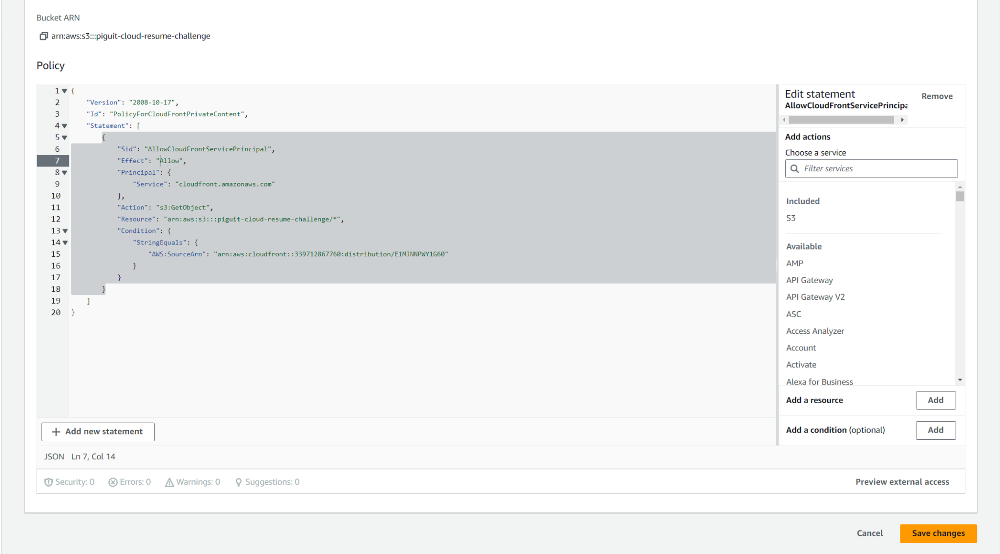 Bucket ARN
arn:aws:s3:::piguit-cloud-resume-challenge
Policy
1 {
2 "Version": "2008-10-17",
3 "Id": "PolicyForCloudFrontPrivateContent",
4 "Statement": [
5 {
6 "Sid": "AllowCloudFrontServicePrincipal",
7 "Effect": "Allow",
8 "Principal": {
9 "Service": "cloudfront.amazonaws.com"
10 },
11 "Action": "s3:GetObject",
12 "Resource": "arn:aws:s3:::piguit-cloud-resume-challenge/*",
13 "Condition": {
14 "StringEquals": {
15 "AWS:SourceArn": "arn:aws:cloudfront::339712867760:distribution/E1MJNNPWY1G60"
16 }
17 }
18 }
19 ]
20 }
+ Add new statement
JSON Ln 7, Col 14
Security: 0 Errors: 0 Warnings: 0 Suggestions: 0
Preview external access
Edit statement
Remove
AllowCloudFrontServicePrincipa
Add actions
Choose a service
Filter services
Included
S3
Available
AMP
API Gateway
API Gateway V2
ASC
Access Analyzer
Account
Activate
Alexa for Business
Add a resource Add
Add a condition (optional) Add
Cancel
Save changes